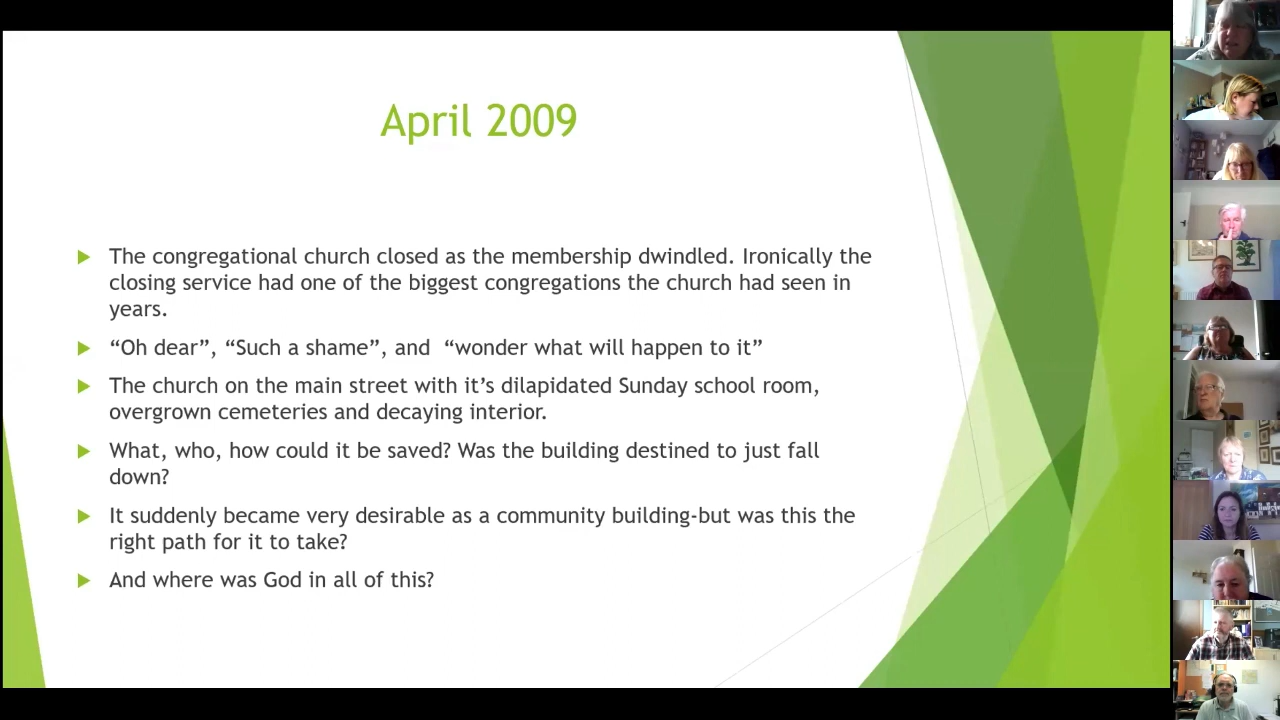 April 2009
The congregational church closed as the membership dwindled. Ironically the
closing service had one of the biggest congregations the church had seen in
years.
“Oh dear”, “Such a shame”, and “wonder what will happen to it”
The church on the main street with it’s dilapidated Sunday school room,
overgrown cemeteries and decaying interior.
What, who, how could it be saved? Was the building destined to just fall
down?
It suddenly became very desirable as a community building-but was this the
right path for it to take?
And where was God in all of this?